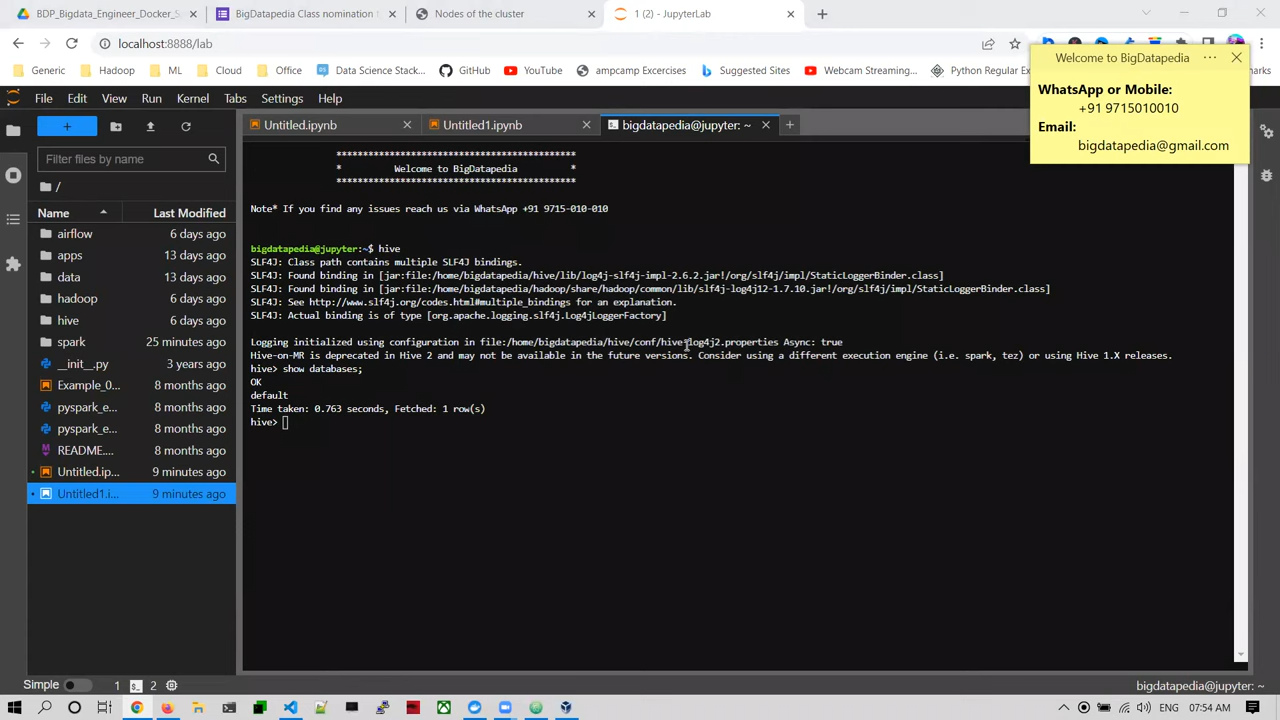 BDP_Bigdata_Engineer_Docker_S
BigDatapedia Class nomination f
Nodes of the cluster
1 (2) - JupyterLab
localhost:8888/lab
Generic
Hadoop
ML
Cloud
Office
Data Science Stack...
GitHub
YouTube
ampcamp Excercises
Suggested Sites
Webcam Streaming...
Python Regular Ex
Welcome to BigDatapedia
WhatsApp or Mobile:
+91 9715010010
Email:
bigdatapedia@gmail.com
File Edit View Run Kernel Tabs Settings Help
Untitled.ipynb
Untitled1.ipynb
bigdatapedia@jupyter: ~
Filter files by name
/
Name Last Modified
airflow 6 days ago
apps 13 days ago
data 13 days ago
hadoop 6 days ago
hive 6 days ago
spark 25 minutes ago
__init__.py 3 years ago
Example_0... 8 months ago
pyspark_e... 8 months ago
pyspark_e... 8 months ago
README.... 8 months ago
Untitled.ip... 9 minutes ago
Untitled1.i... 9 minutes ago
******************************************
* Welcome to BigDatapedia *
******************************************
Note* If you find any issues reach us via WhatsApp +91 9715-010-010
bigdatapedia@jupyter:~$ hive
SLF4J: Class path contains multiple SLF4J bindings.
SLF4J: Found binding in [jar:file:/home/bigdatapedia/hive/lib/log4j-slf4j-impl-2.6.2.jar!/org/slf4j/impl/StaticLoggerBinder.class]
SLF4J: Found binding in [jar:file:/home/bigdatapedia/hadoop/share/hadoop/common/lib/slf4j-log4j12-1.7.10.jar!/org/slf4j/impl/StaticLoggerBinder.class]
SLF4J: See http://www.slf4j.org/codes.html#multiple_bindings for an explanation.
SLF4J: Actual binding is of type [org.apache.logging.slf4j.Log4jLoggerFactory]
Logging initialized using configuration in file:/home/bigdatapedia/hive/conf/hive-log4j2.properties Async: true
Hive-on-MR is deprecated in Hive 2 and may not be available in the future versions. Consider using a different execution engine (i.e. spark, tez) or using Hive 1.X releases.
hive> show databases;
OK
default
Time taken: 0.763 seconds, Fetched: 1 row(s)
hive>
Simple 1 2
bigdatapedia@jupyter: ~
07:54 AM